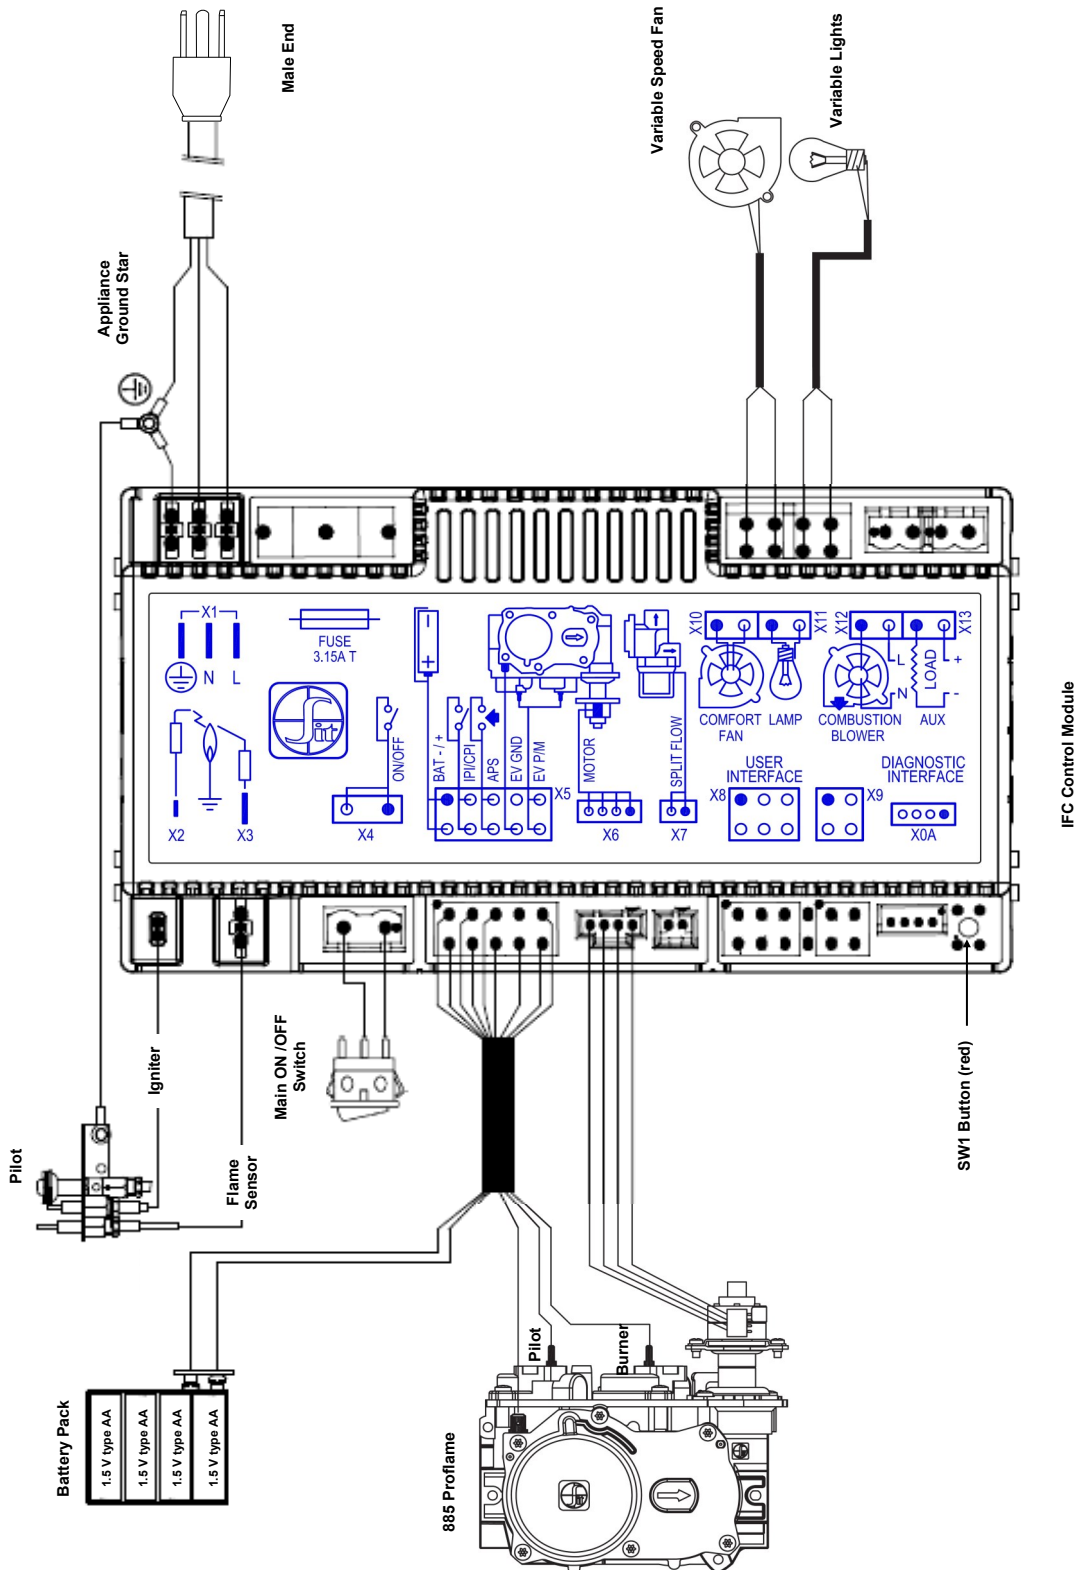 Male End
Variable Speed Fan
Variable Lights
Appliance
Ground Star
X1
N
L
FUSE
3.15A T
- +
X10
X11
X12
X13
L
N
LOAD
+
-
COMFORT
FAN
LAMP
COMBUSTION
BLOWER
AUX
sit
ON/OFF
BAT - / +
IPI/CPI
APS
EV GND
EV P/M
MOTOR
SPLIT FLOW
USER
INTERFACE
DIAGNOSTIC
INTERFACE
X2
X3
X4
X5
X6
X7
X8
X9
X0A
IFC Control Module
Igniter
Main ON /OFF
Switch
SW1 Button (red)
Pilot
Flame
Sensor
Battery Pack
1.5 V type AA
1.5 V type AA
1.5 V type AA
1.5 V type AA
885 Proflame
Pilot
Burner
sit
sit